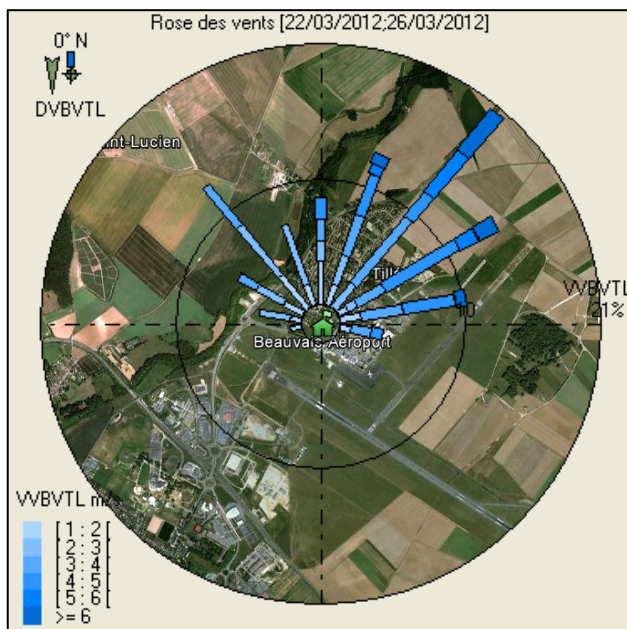 Rose des vents [22/03/2012;26/03/2012]
0° N
DVBVTL
int-Lucien
Tillé
VVBVTL
21%
10
Beauvais Aéroport
VVBVTL m/s
[ 1 : 2 [
[ 2 : 3 [
[ 3 : 4 [
[ 4 : 5 [
[ 5 : 6 [
>= 6